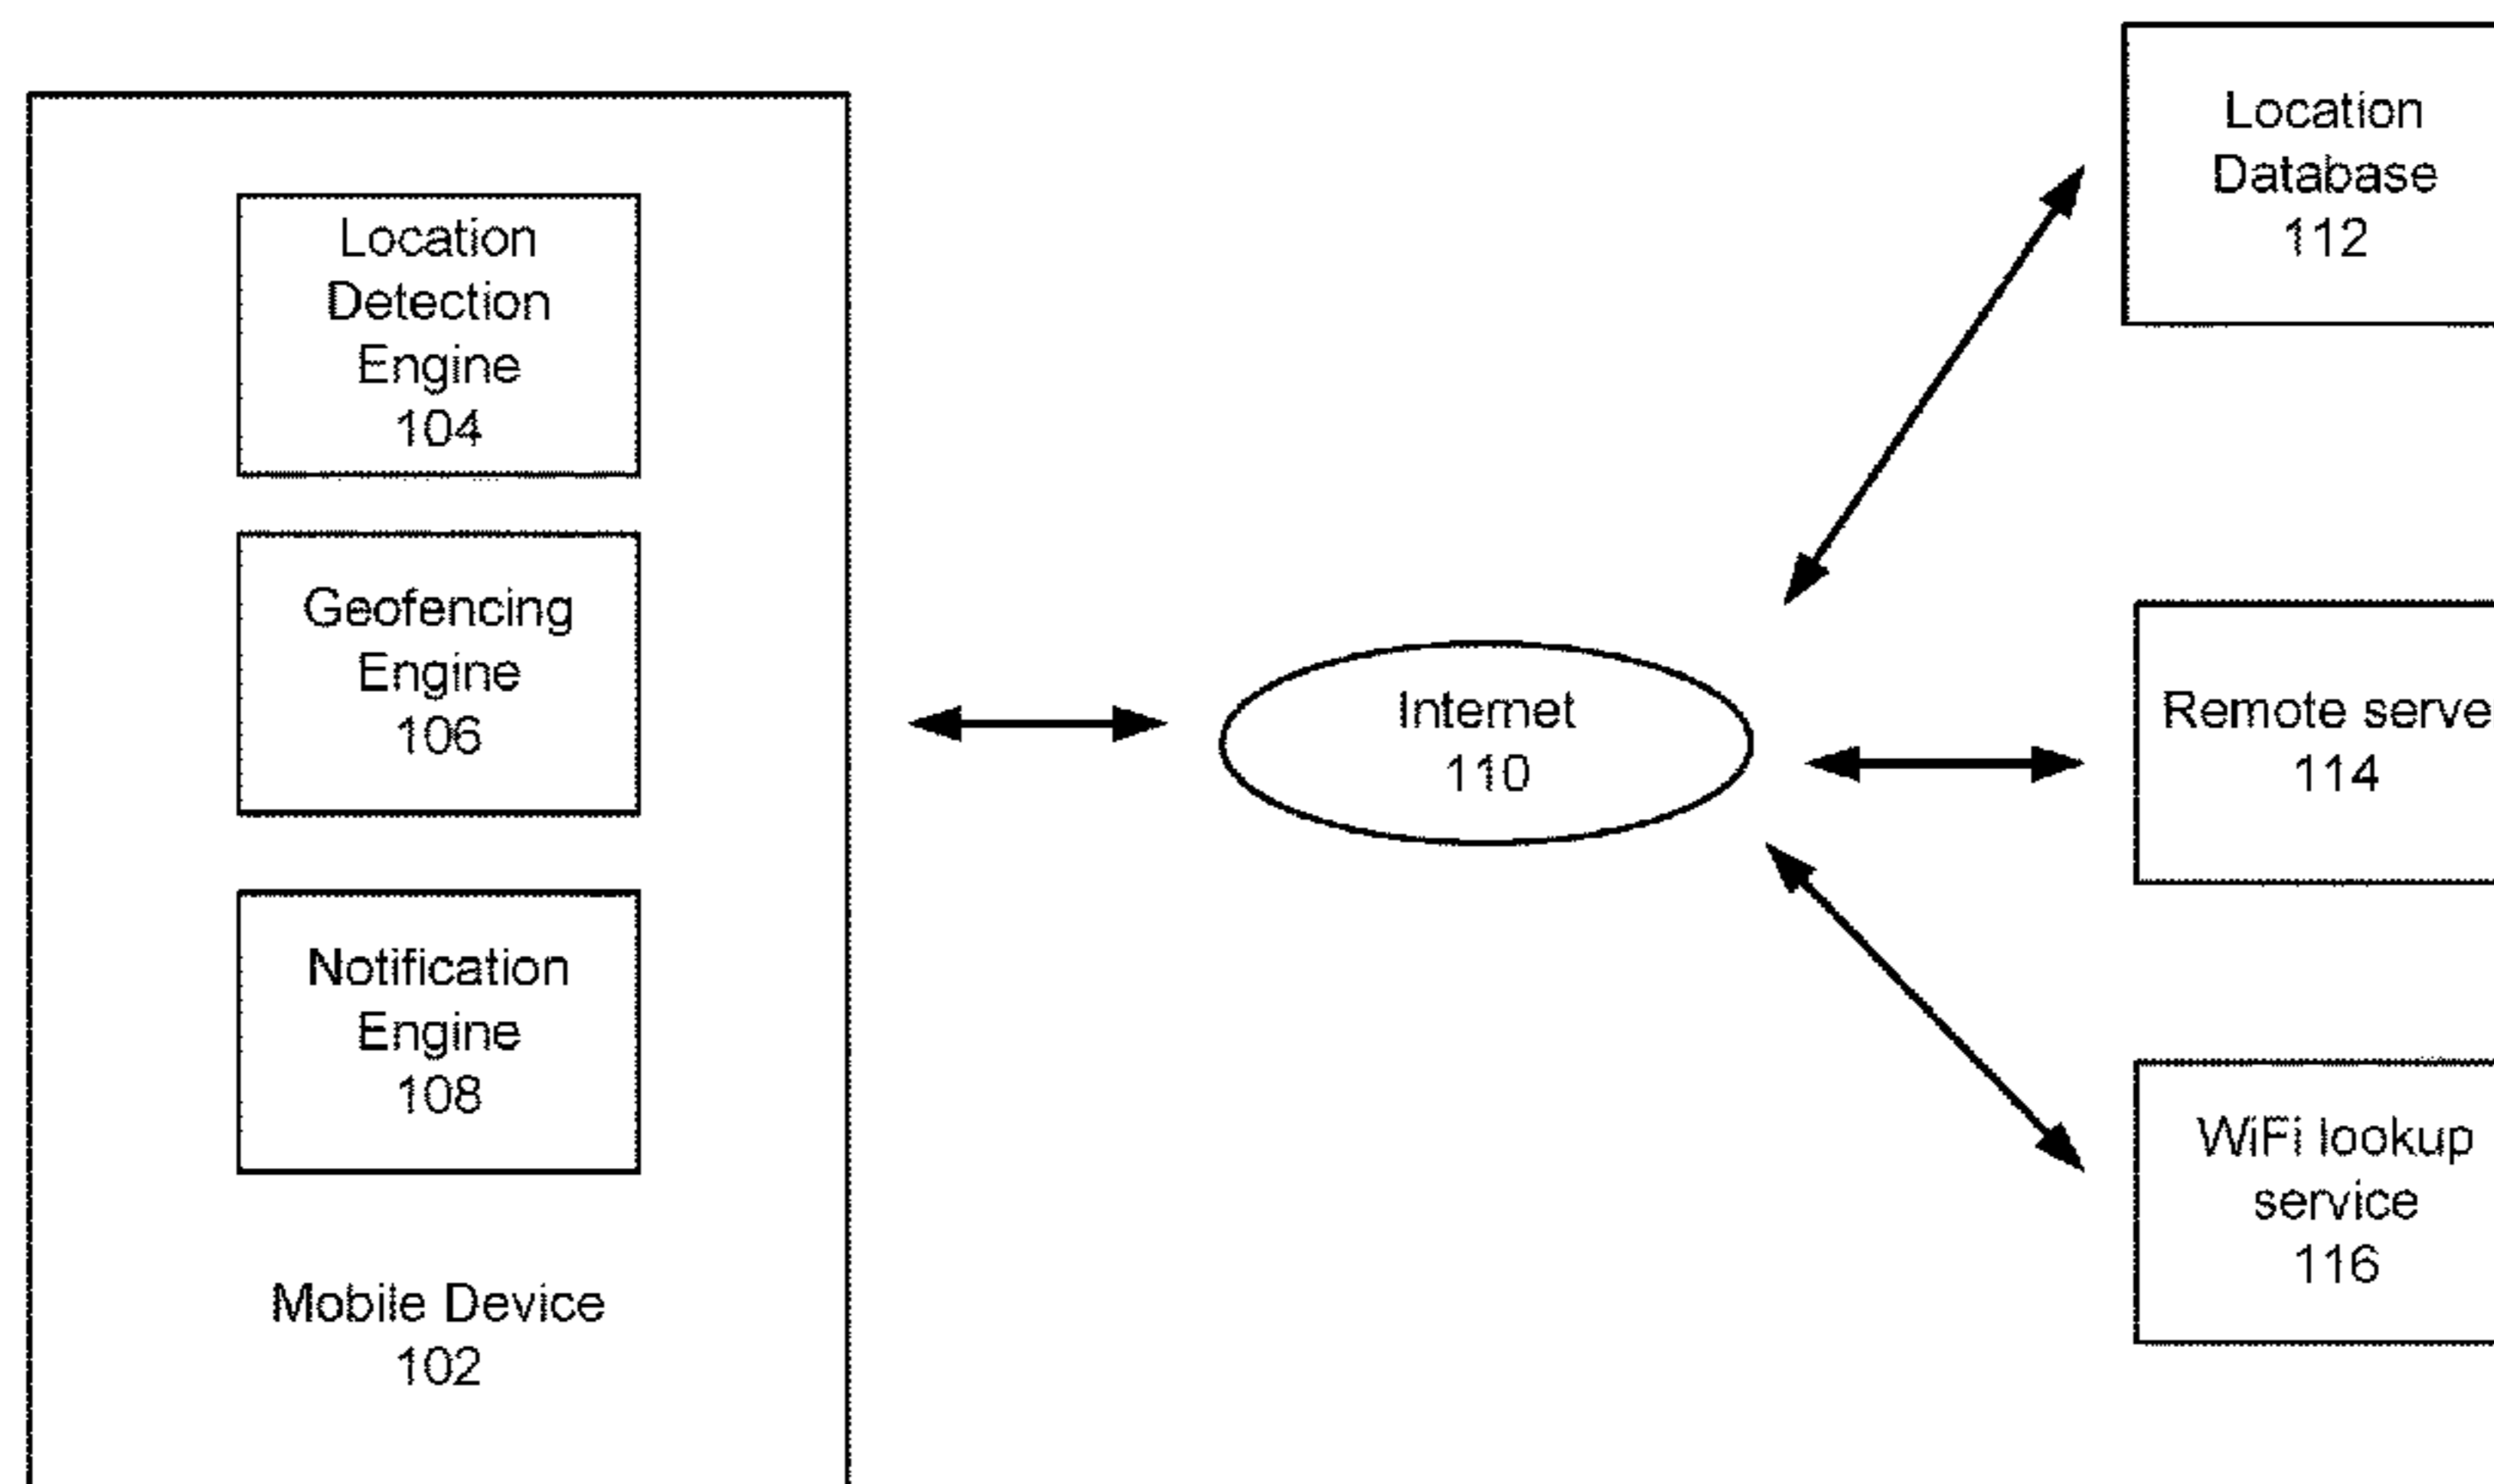 Location
Detection
Engine
104
Geofencing
Engine
106
Notification
Engine
108
Mobile Device
102
Internet
110
Location
Database
112
Remote serve
114
WiFi lookup
service
116